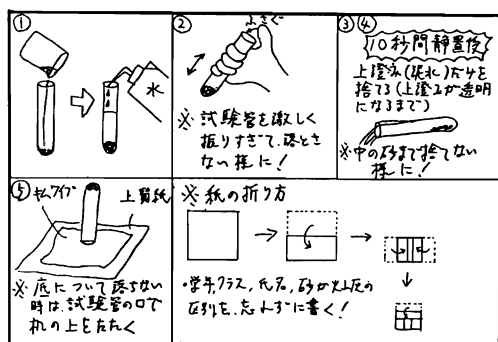 ①
水
②
ふさぐ
※ 試験管を激しく
振りすぎて、落とさ
ない様に！
③ ④
10秒間静置後
上澄み(泥水)だけを
捨てる(上澄みが透明
になるまで)
※中の砂まで捨てない
様に！
⑤ キムワイプ
上質紙
※ 底について落ちない
時は、試験管の口で
机の上をたたく
※ 紙の折り方
・学年、クラス、氏名、砂か火山灰の
区別を、忘れずに書く！